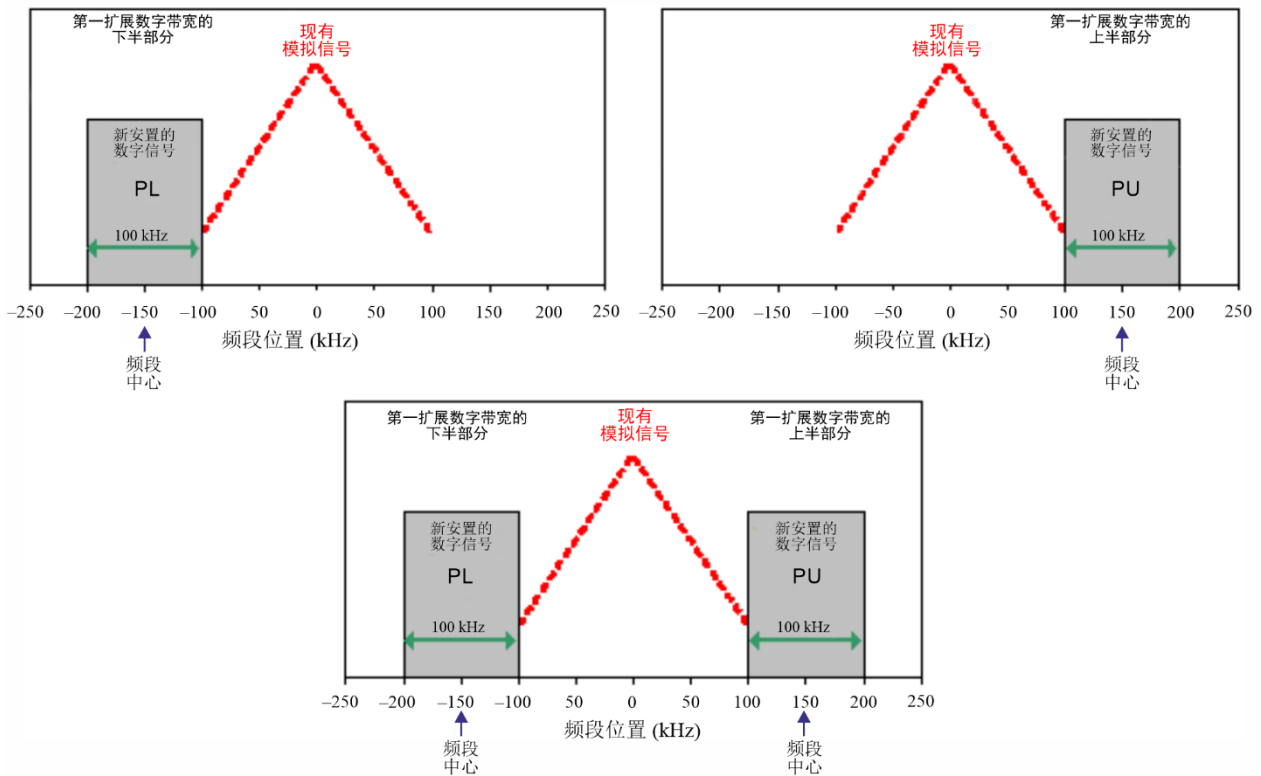 第一扩展数字带宽的
下半部分
现有
模拟信号
新安置的
数字信号
PL
100 kHz
–250 –200 –150 –100 –50 0 50 100 150 200 250
频段位置 (kHz)
频段
中心
现有
模拟信号
第一扩展数字带宽的
上半部分
新安置的
数字信号
PU
100 kHz
–250 –200 –150 –100 –50 0 50 100 150 200 250
频段位置 (kHz)
频段
中心
第一扩展数字带宽的
下半部分
现有
模拟信号
第一扩展数字带宽的
上半部分
新安置的
数字信号
PL
100 kHz
新安置的
数字信号
PU
100 kHz
–250 –200 –150 –100 –50 0 50 100 150 200 250
频段位置 (kHz)
频段
中心
频段
中心